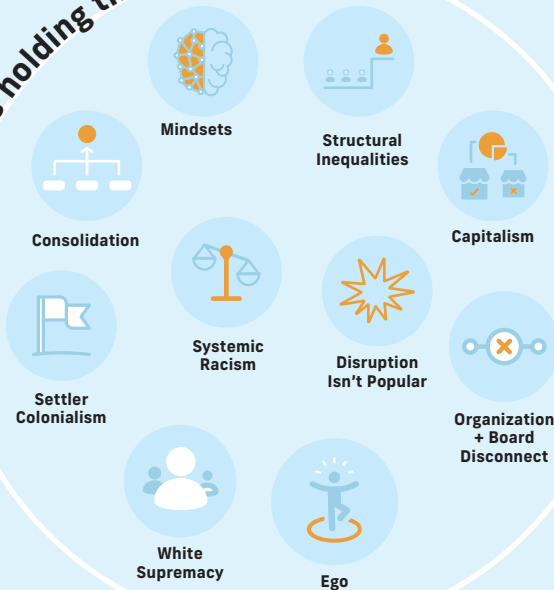 holding
Mindsets
Structural
Inequalities
Consolidation
Capitalism
Systemic
Racism
Disruption
Isn't Popular
Settler
Colonialism
Organization
+ Board
Disconnect
White
Supremacy
Ego